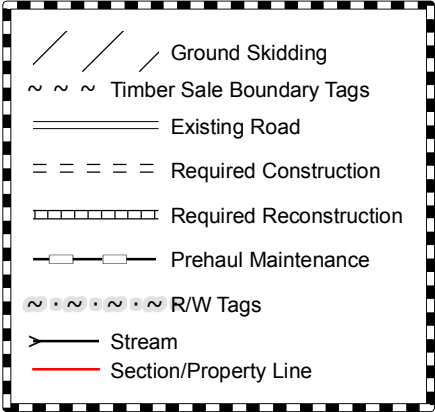 Ground Skidding
Timber Sale Boundary Tags
Existing Road
Required Construction
Required Reconstruction
Prehaul Maintenance
R/W Tags
Stream
Section/Property Line